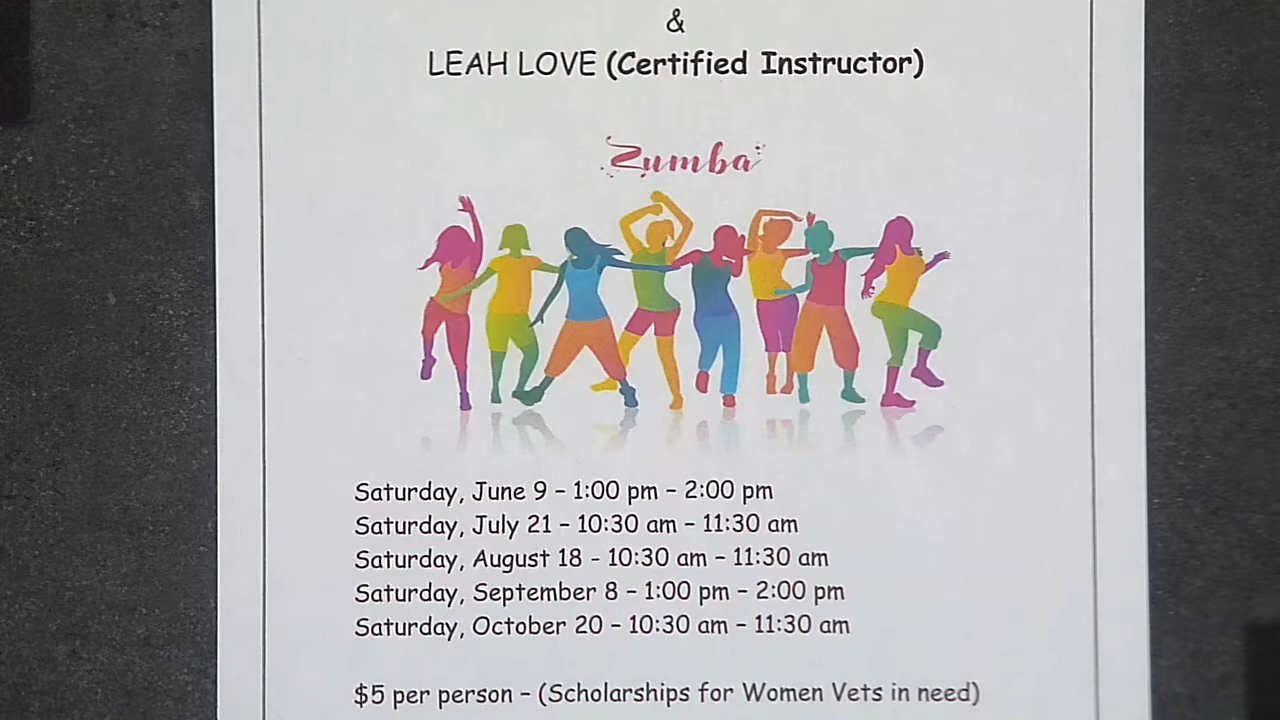 &
LEAH LOVE (Certified Instructor)
Zumba
Saturday, June 9 – 1:00 pm – 2:00 pm
Saturday, July 21 – 10:30 am – 11:30 am
Saturday, August 18 - 10:30 am – 11:30 am
Saturday, September 8 – 1:00 pm – 2:00 pm
Saturday, October 20 – 10:30 am – 11:30 am
$5 per person – (Scholarships for Women Vets in need)